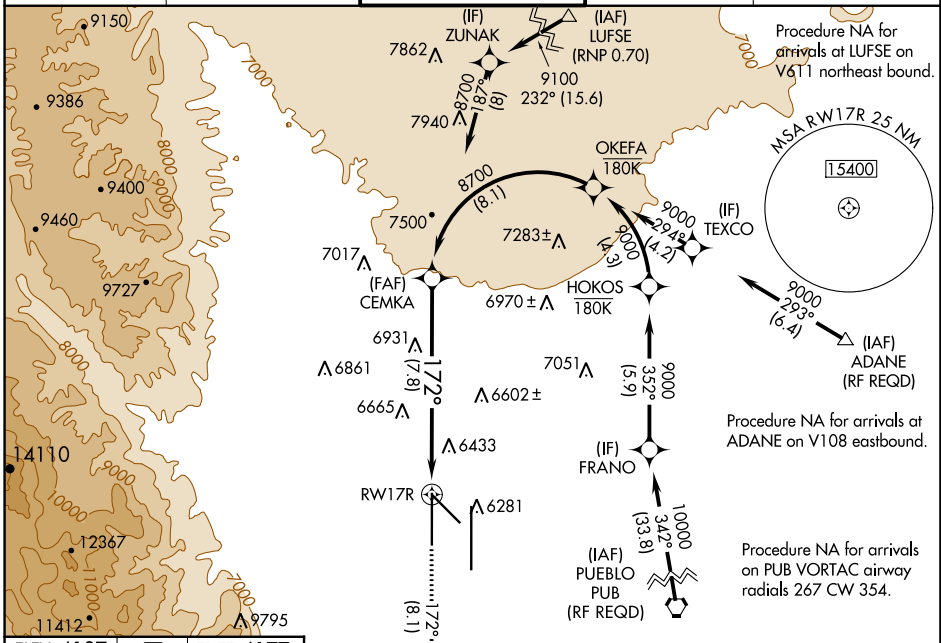 9150
9386
9400
9460
9727
14110
12367
11412
9795
7000
8000
9000
8000
9000
10000
11000
7000
7000
7000
(IF)
ZUNAK
(IAF)
LUFSE
(RNP 0.70)
9100
232° (15.6)
7862
7940
8700
187°
(8)
Procedure NA for
arrivals at LUFSE on
V611 northeast bound.
MSA RW17R 25 NM
15400
OKEFA
180K
8700
(8.1)
7500
7283±
7017
(FAF)
CEMKA
6970 ±
9000
(4.3)
9000
294°
(4.2)
(IF)
TEXCO
HOKOS
180K
9000
293°
(6.4)
(IAF)
ADANE
(RF REQD)
6931
6861
172°
(7.8)
7051
6602 ±
6665
6433
9000
352°
(5.9)
Procedure NA for arrivals at
ADANE on V108 eastbound.
(IF)
FRANO
RW17R
6281
10000
342°
(33.8)
(IAF)
PUEBLO
PUB
(RF REQD)
Procedure NA for arrivals
on PUB VORTAC airway
radials 267 CW 354.
172°
(8.1)